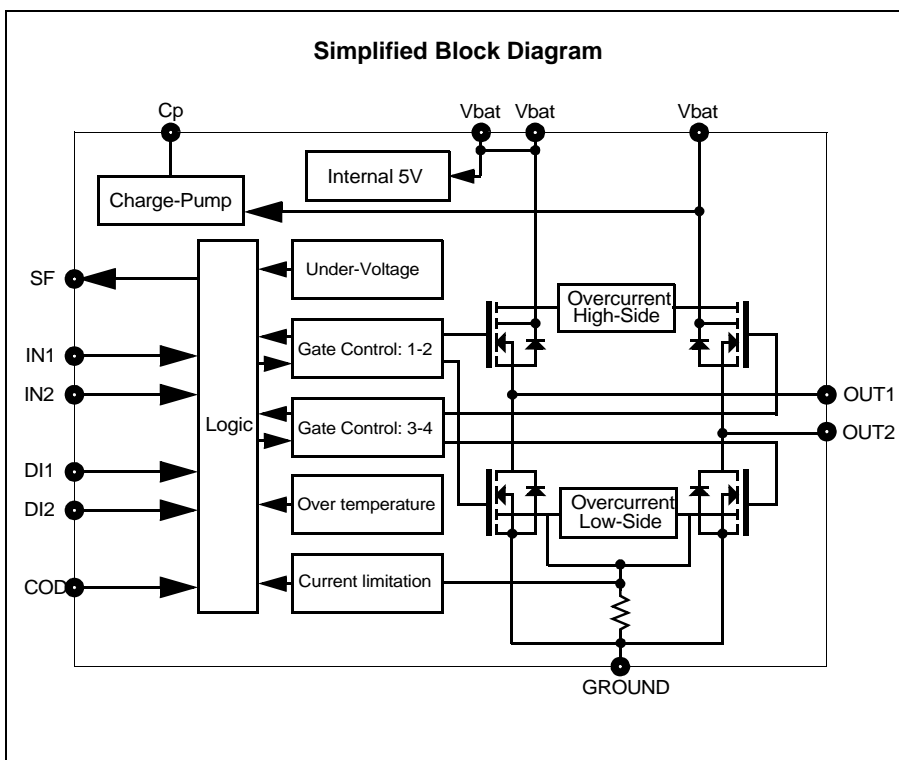 Simplified Block Diagram
Cp
Vbat
Vbat
Vbat
Internal 5V
Charge-Pump
SF
Under-Voltage
Overcurrent
High-Side
IN1
Gate Control: 1-2
IN2
OUT1
Logic
Gate Control: 3-4
OUT2
DI1
DI2
Over temperature
Overcurrent
Low-Side
COD
Current limitation
GROUND